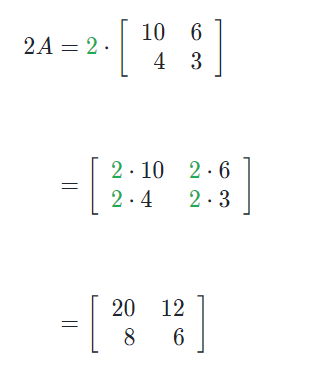 2A = 2 · [ 10 6
4 3 ]
= [ 2 · 10 2 · 6
2 · 4 2 · 3 ]
= [ 20 12
8 6 ]